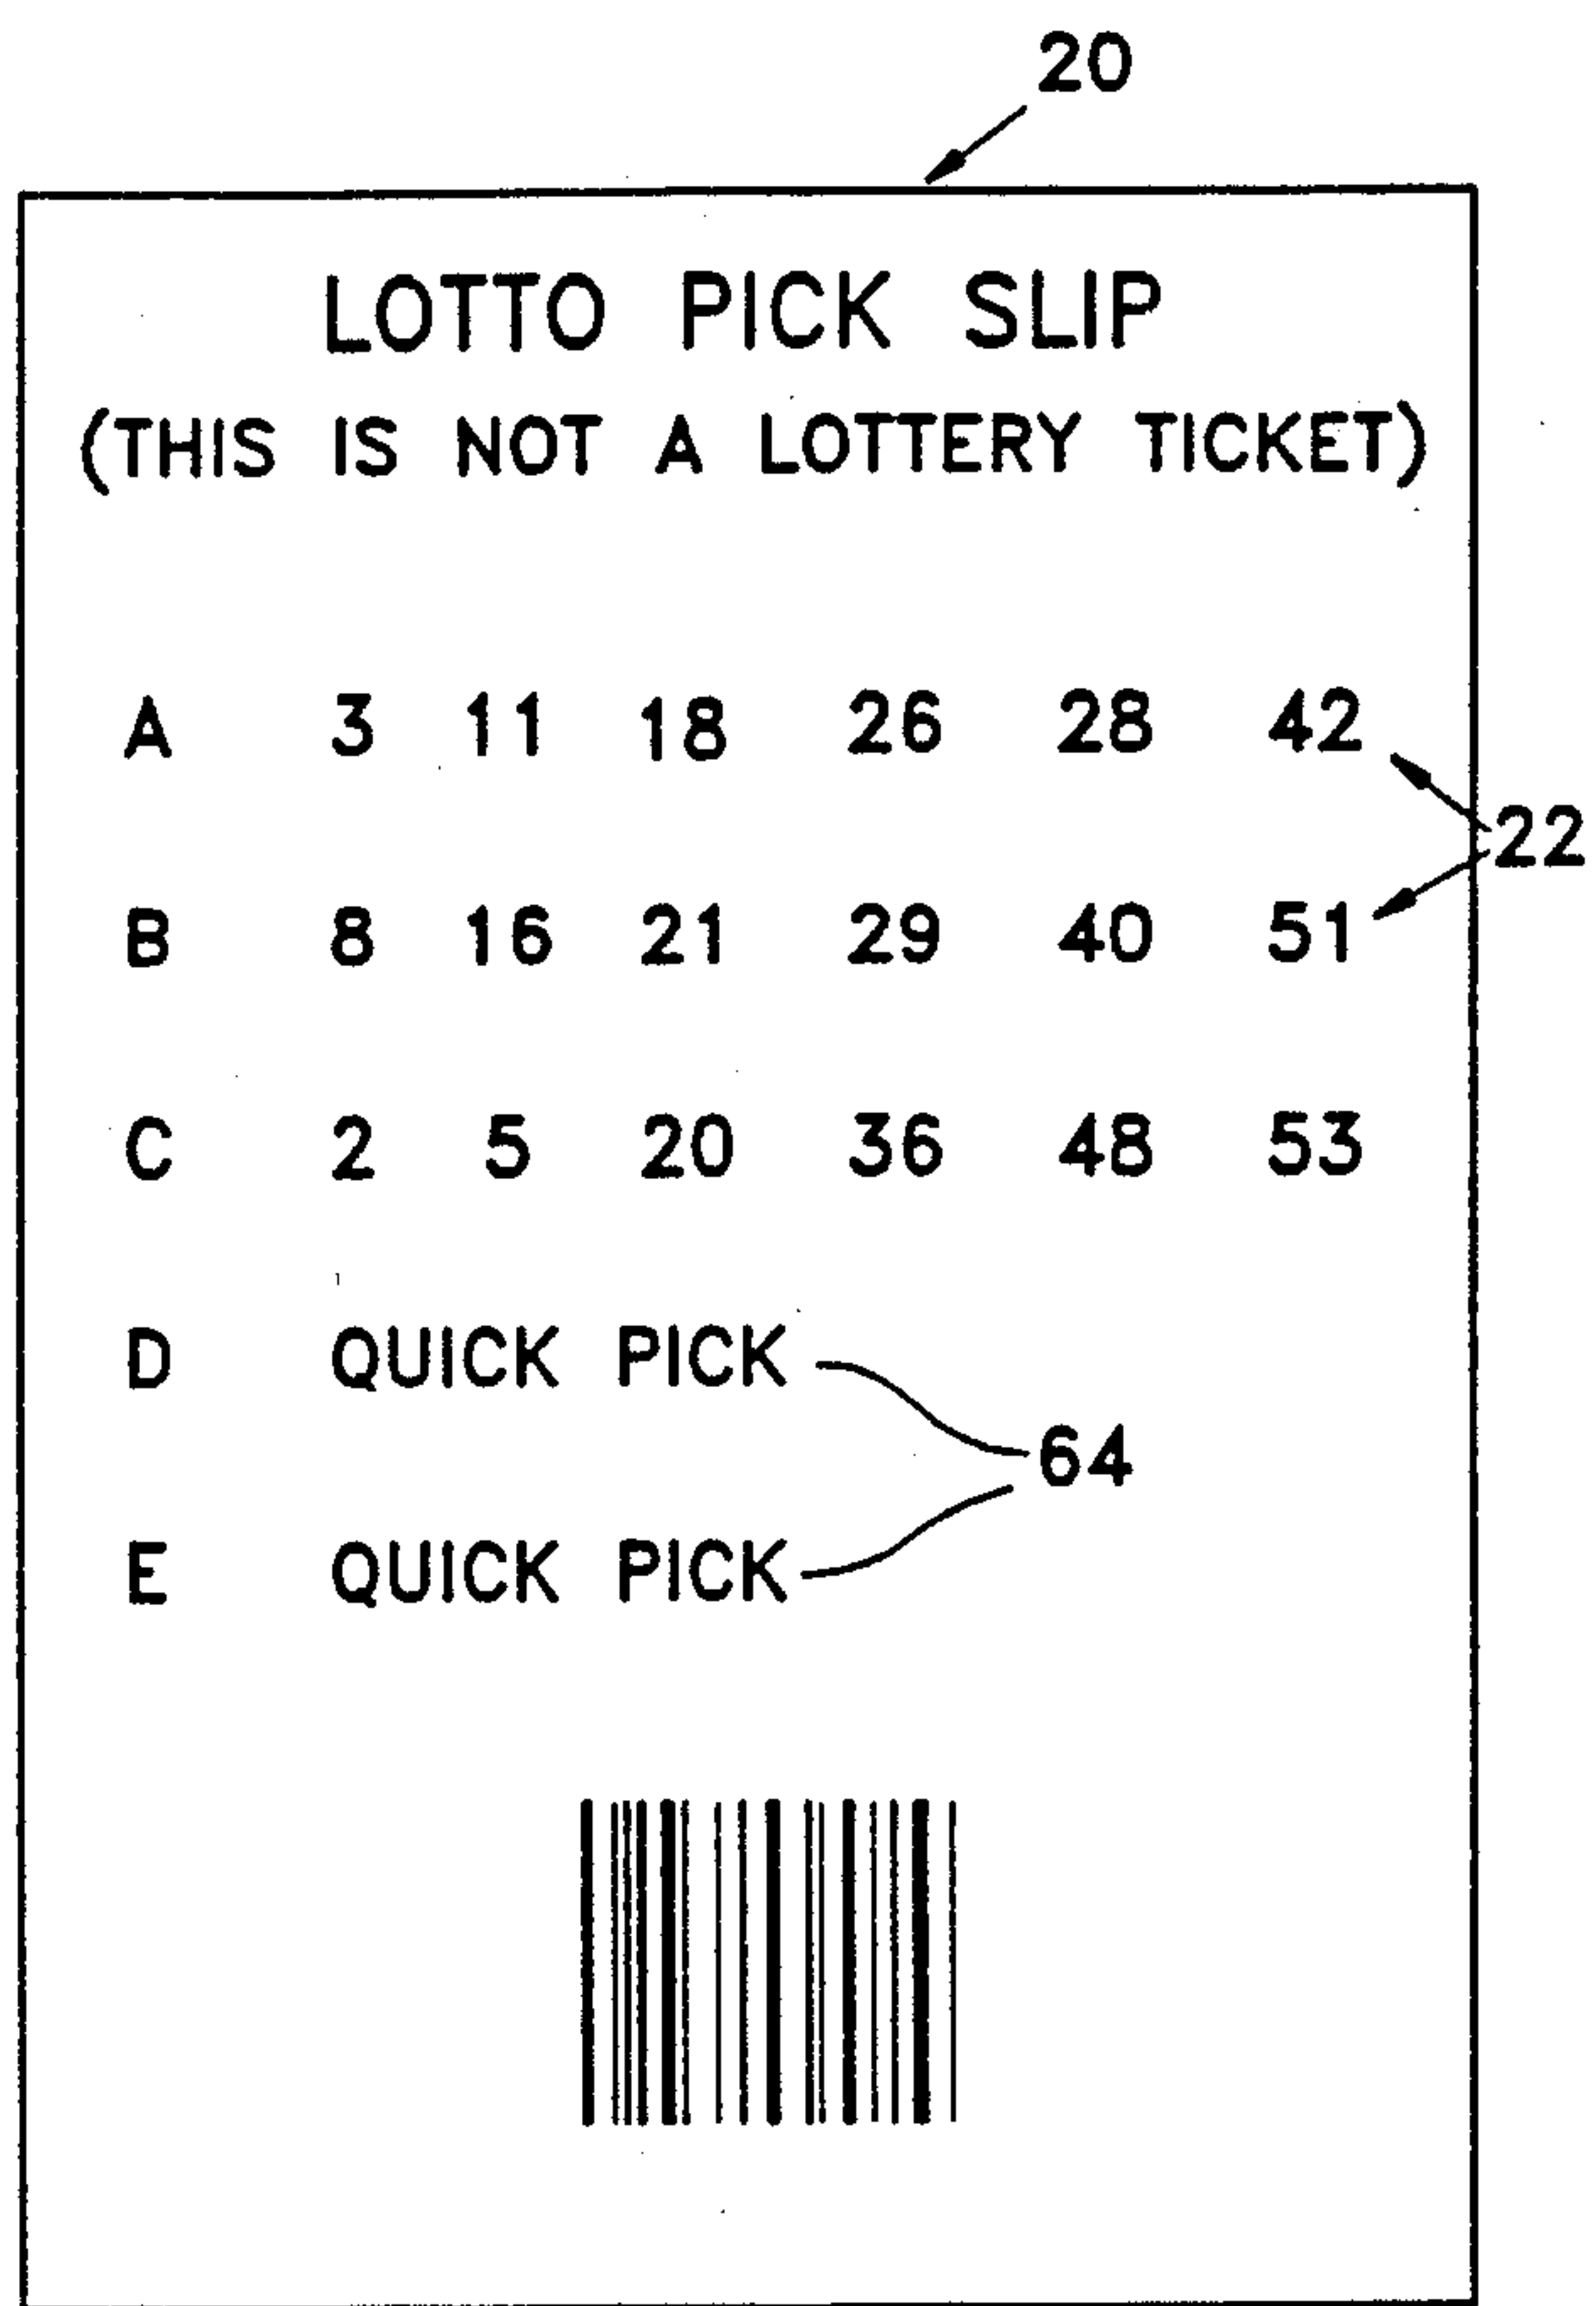 20
LOTTO PICK SLIP
(THIS IS NOT A LOTTERY TICKET)
A 3 11 18 26 28 42
22
B 8 16 21 29 40 51
C 2 5 20 36 48 53
D QUICK PICK
64
E QUICK PICK